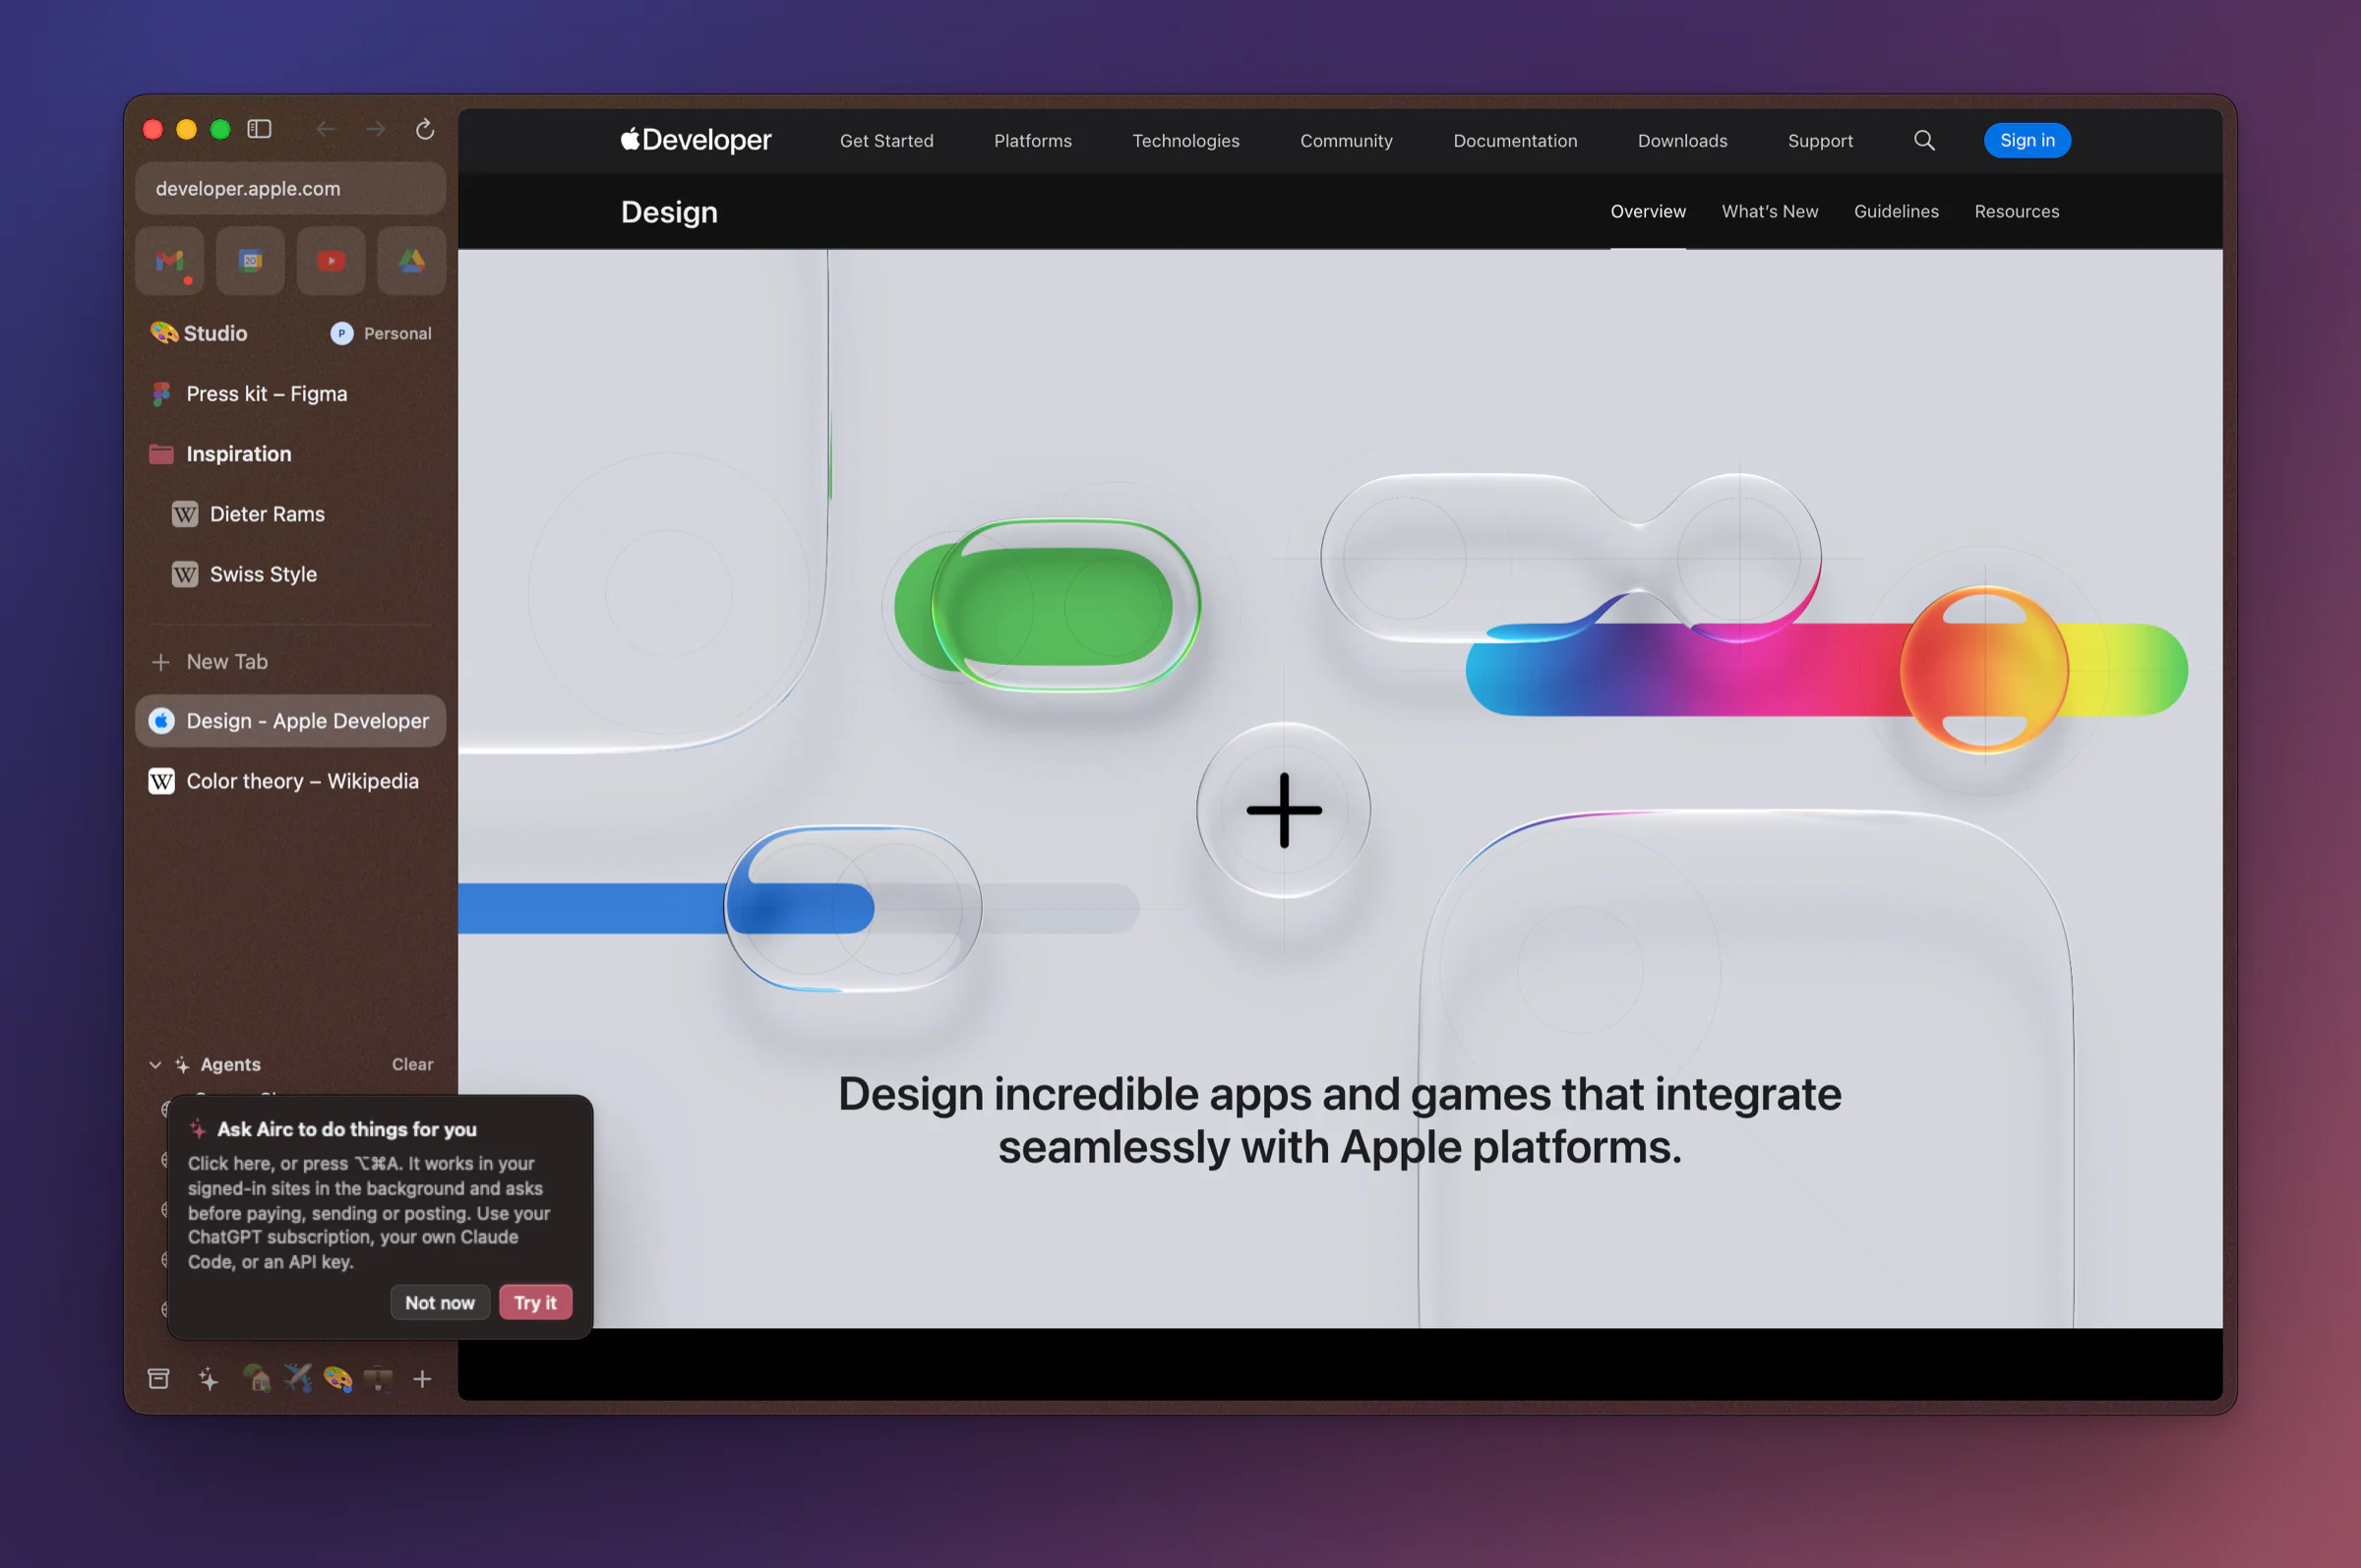 developer.apple.com
20
Studio
P
Personal
Press kit – Figma
Inspiration
W
Dieter Rams
W
Swiss Style
New Tab
Design - Apple Developer
W
Color theory – Wikipedia
Agents
Clear
Ask Airc to do things for you
Click here, or press ⌥⌘A. It works in your
signed-in sites in the background and asks
before paying, sending or posting. Use your
ChatGPT subscription, your own Claude
Code, or an API key.
Not now
Try it
Developer
Get Started
Platforms
Technologies
Community
Documentation
Downloads
Support
Sign in
Design
Overview
What’s New
Guidelines
Resources
Design incredible apps and games that integrate
seamlessly with Apple platforms.